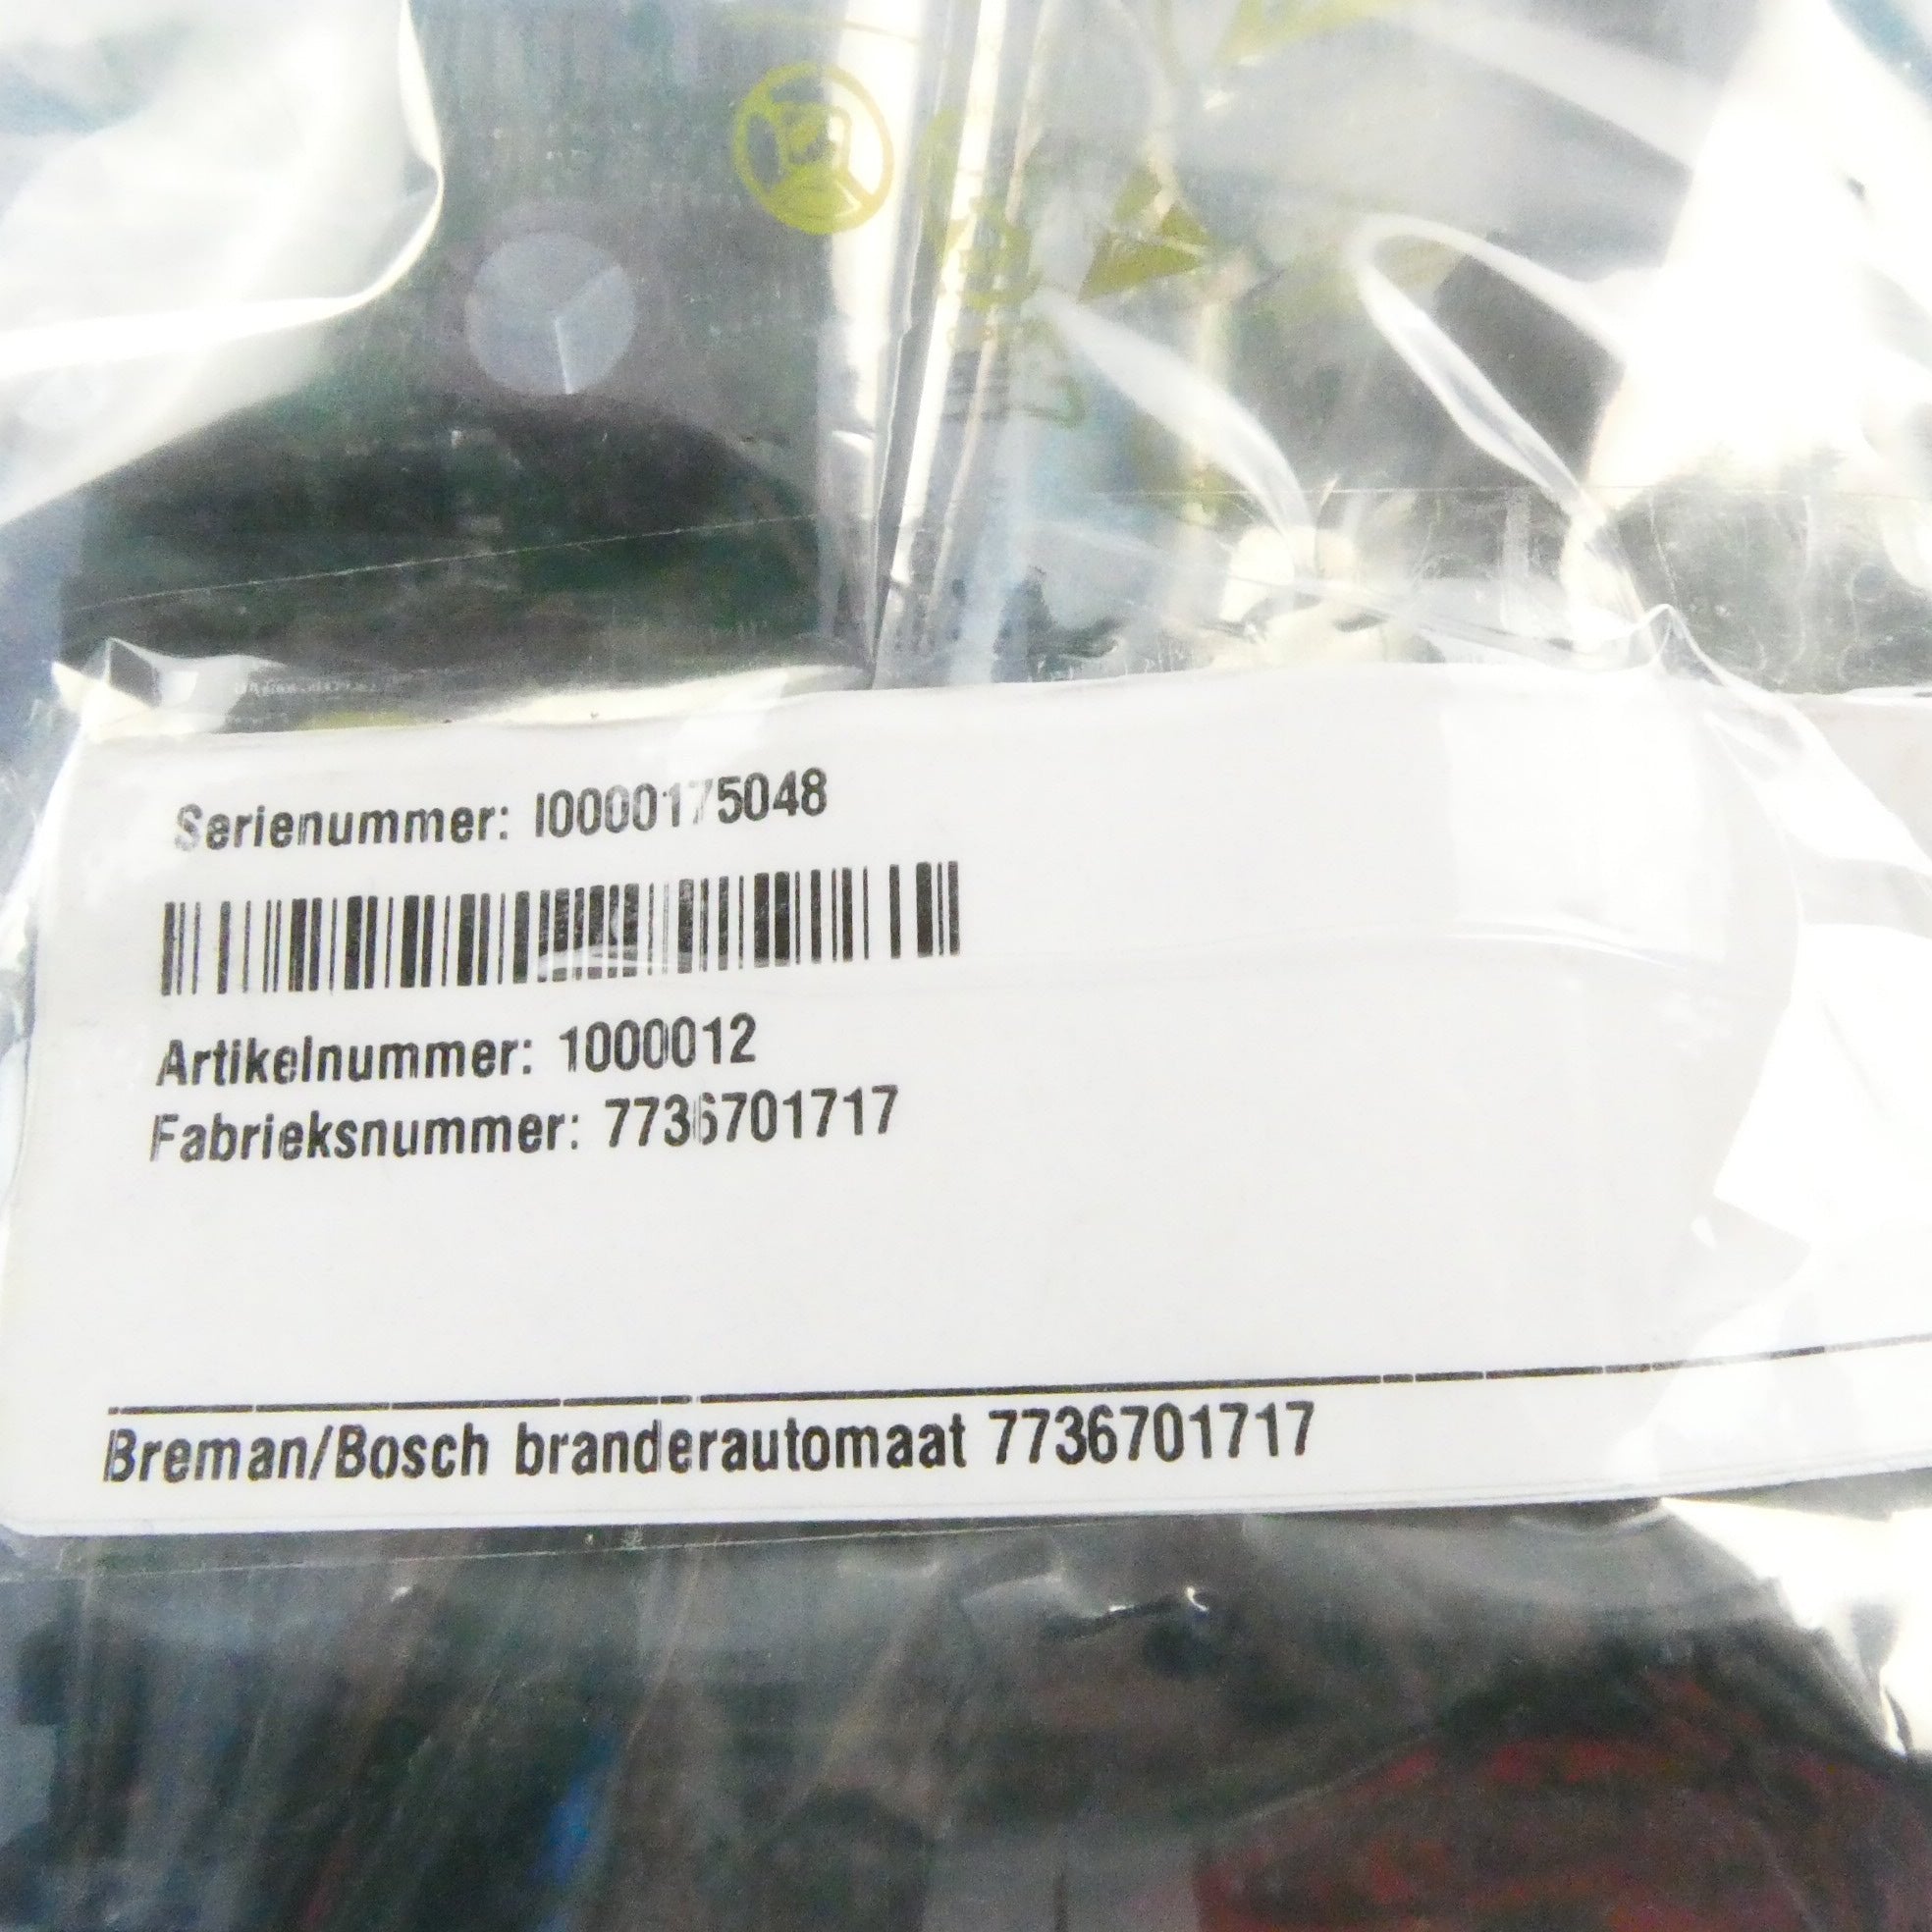 Serienummer: I0000175048
Artikelnummer: 1000012
Fabrieksnummer: 7736701717
Breman/Bosch branderautomaat 7736701717